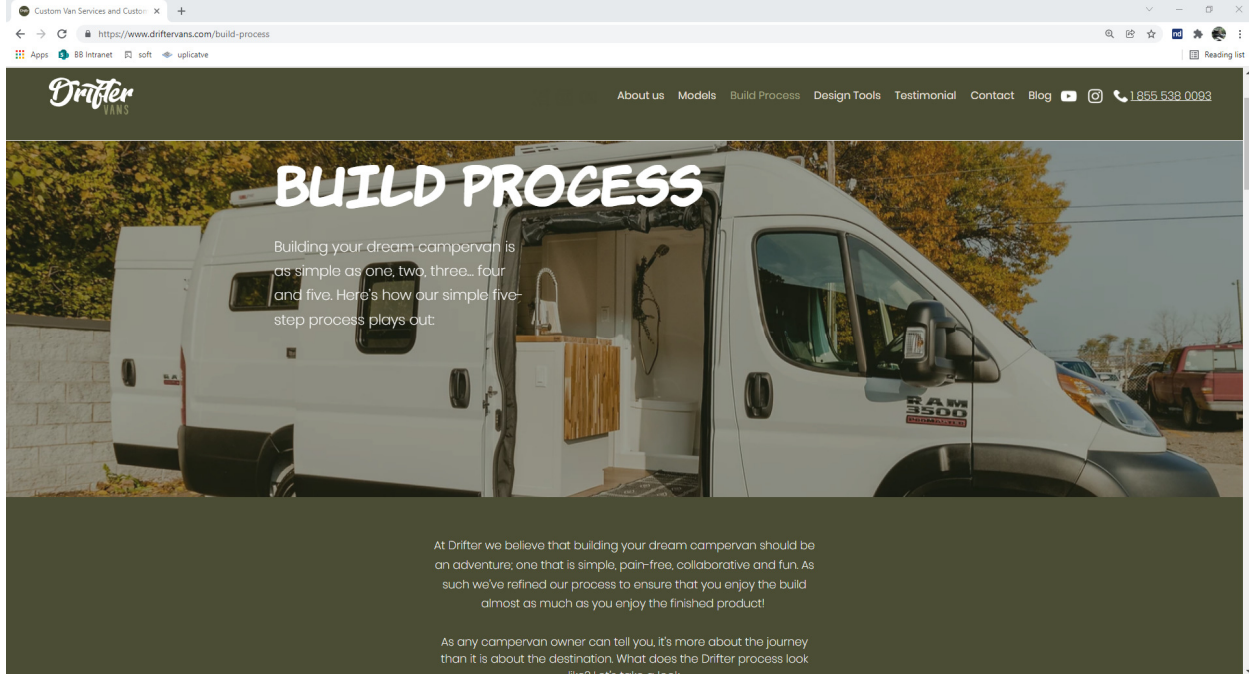 Custom Van Services and Custom
https://www.driftervans.com/build-process
Apps
BB Intranet
soft
uplicatve
nd
Reading list
Drifter
VANS
About us
Models
Build Process
Design Tools
Testimonial
Contact
Blog
1 855 538 0093
BUILD PROCESS
Building your dream campervan is
as simple as one, two, three... four
and five. Here's how our simple five-
step process plays out:
RAM
3500
PROMASTER
At Drifter we believe that building your dream campervan should be
an adventure; one that is simple, pain-free, collaborative and fun. As
such we've refined our process to ensure that you enjoy the build
almost as much as you enjoy the finished product!
As any campervan owner can tell you, it's more about the journey
than it is about the destination. What does the Drifter process look
like? Let's take a look